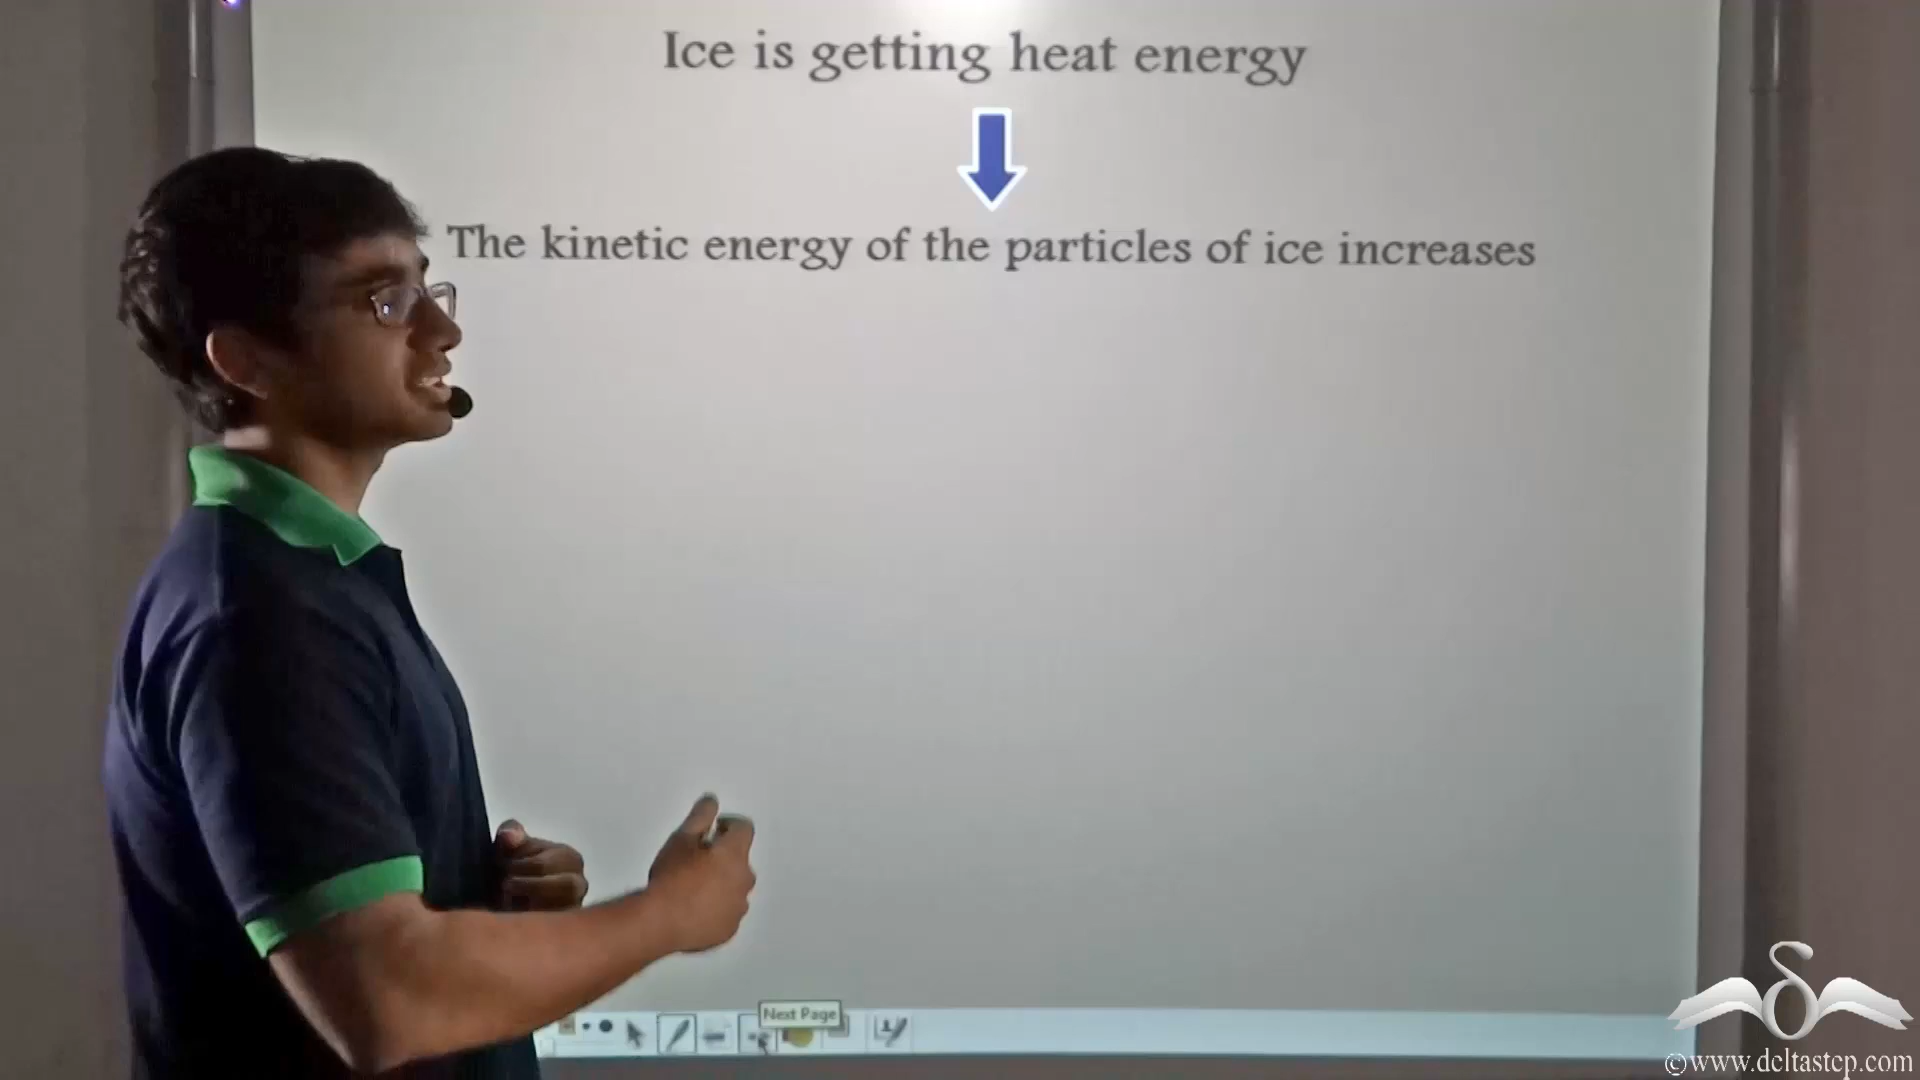 Ice is getting heat energy
The kinetic energy of the particles of ice increases
Next Page
©www.deltastep.com